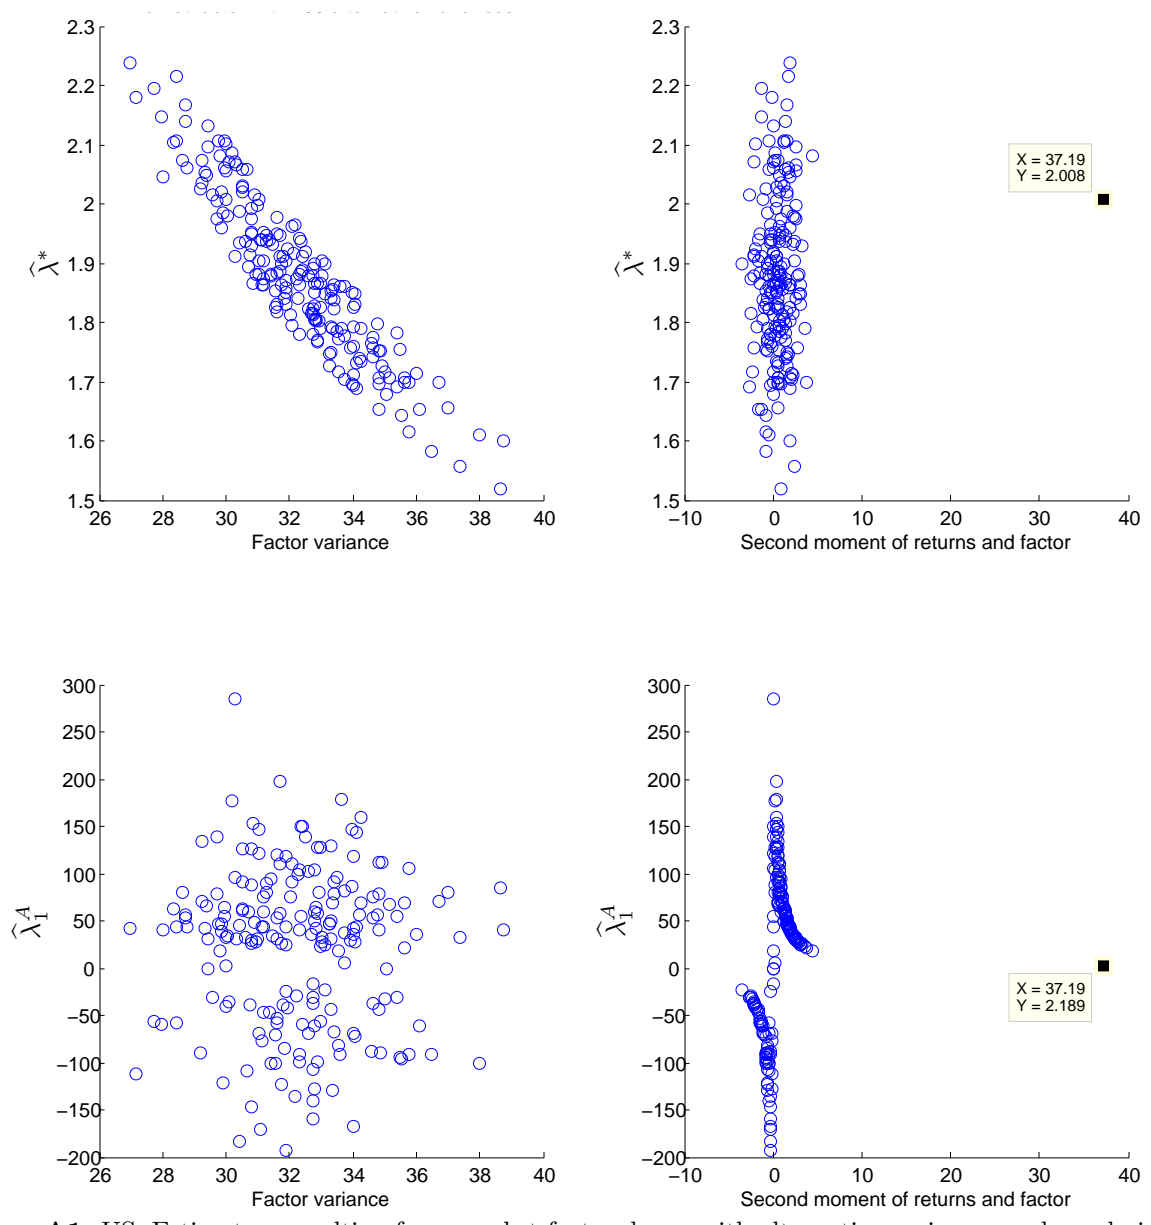 2.3
2.2
2.1
2
1.9
1.8
1.7
1.6
1.5
λ̂*
26 28 30 32 34 36 38 40
Factor variance
2.3
2.2
2.1
2
1.9
1.8
1.7
1.6
1.5
λ̂*
X = 37.19
Y = 2.008
−10 0 10 20 30 40
Second moment of returns and factor
300
250
200
150
100
50
0
−50
−100
−150
−200
λ̂₁ᴬ
26 28 30 32 34 36 38 40
Factor variance
300
250
200
150
100
50
0
−50
−100
−150
−200
λ̂₁ᴬ
X = 37.19
Y = 2.189
−10 0 10 20 30 40
Second moment of returns and factor